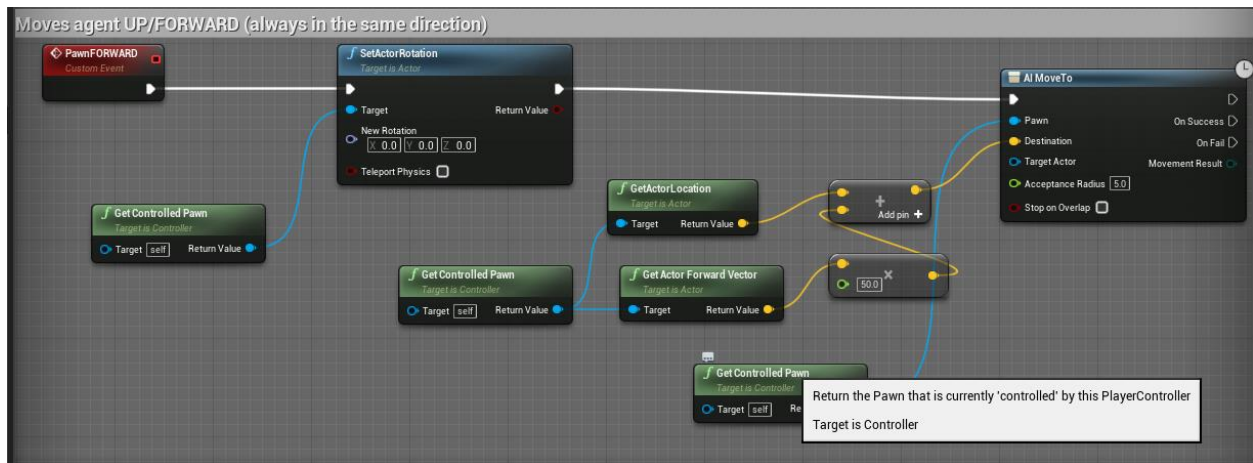 Moves agent UP/FORWARD (always in the same direction)
PawnFORWARD
Custom Event
f SetActorRotation
Target is Actor
Target
Return Value
New Rotation
X 0.0 Y 0.0 Z 0.0
Teleport Physics
f Get Controlled Pawn
Target is Controller
Target self Return Value
f GetActorLocation
Target is Actor
Target Return Value
+
Add pin +
f Get Controlled Pawn
Target is Controller
Target self Return Value
f Get Actor Forward Vector
Target is Actor
Target Return Value
50.0 ×
AI MoveTo
Pawn On Success
Destination On Fail
Target Actor Movement Result
Acceptance Radius 5.0
Stop on Overlap
f Get Controlled Pawn
Target is Controller
Target self
Return the Pawn that is currently 'controlled' by this PlayerController
Target is Controller